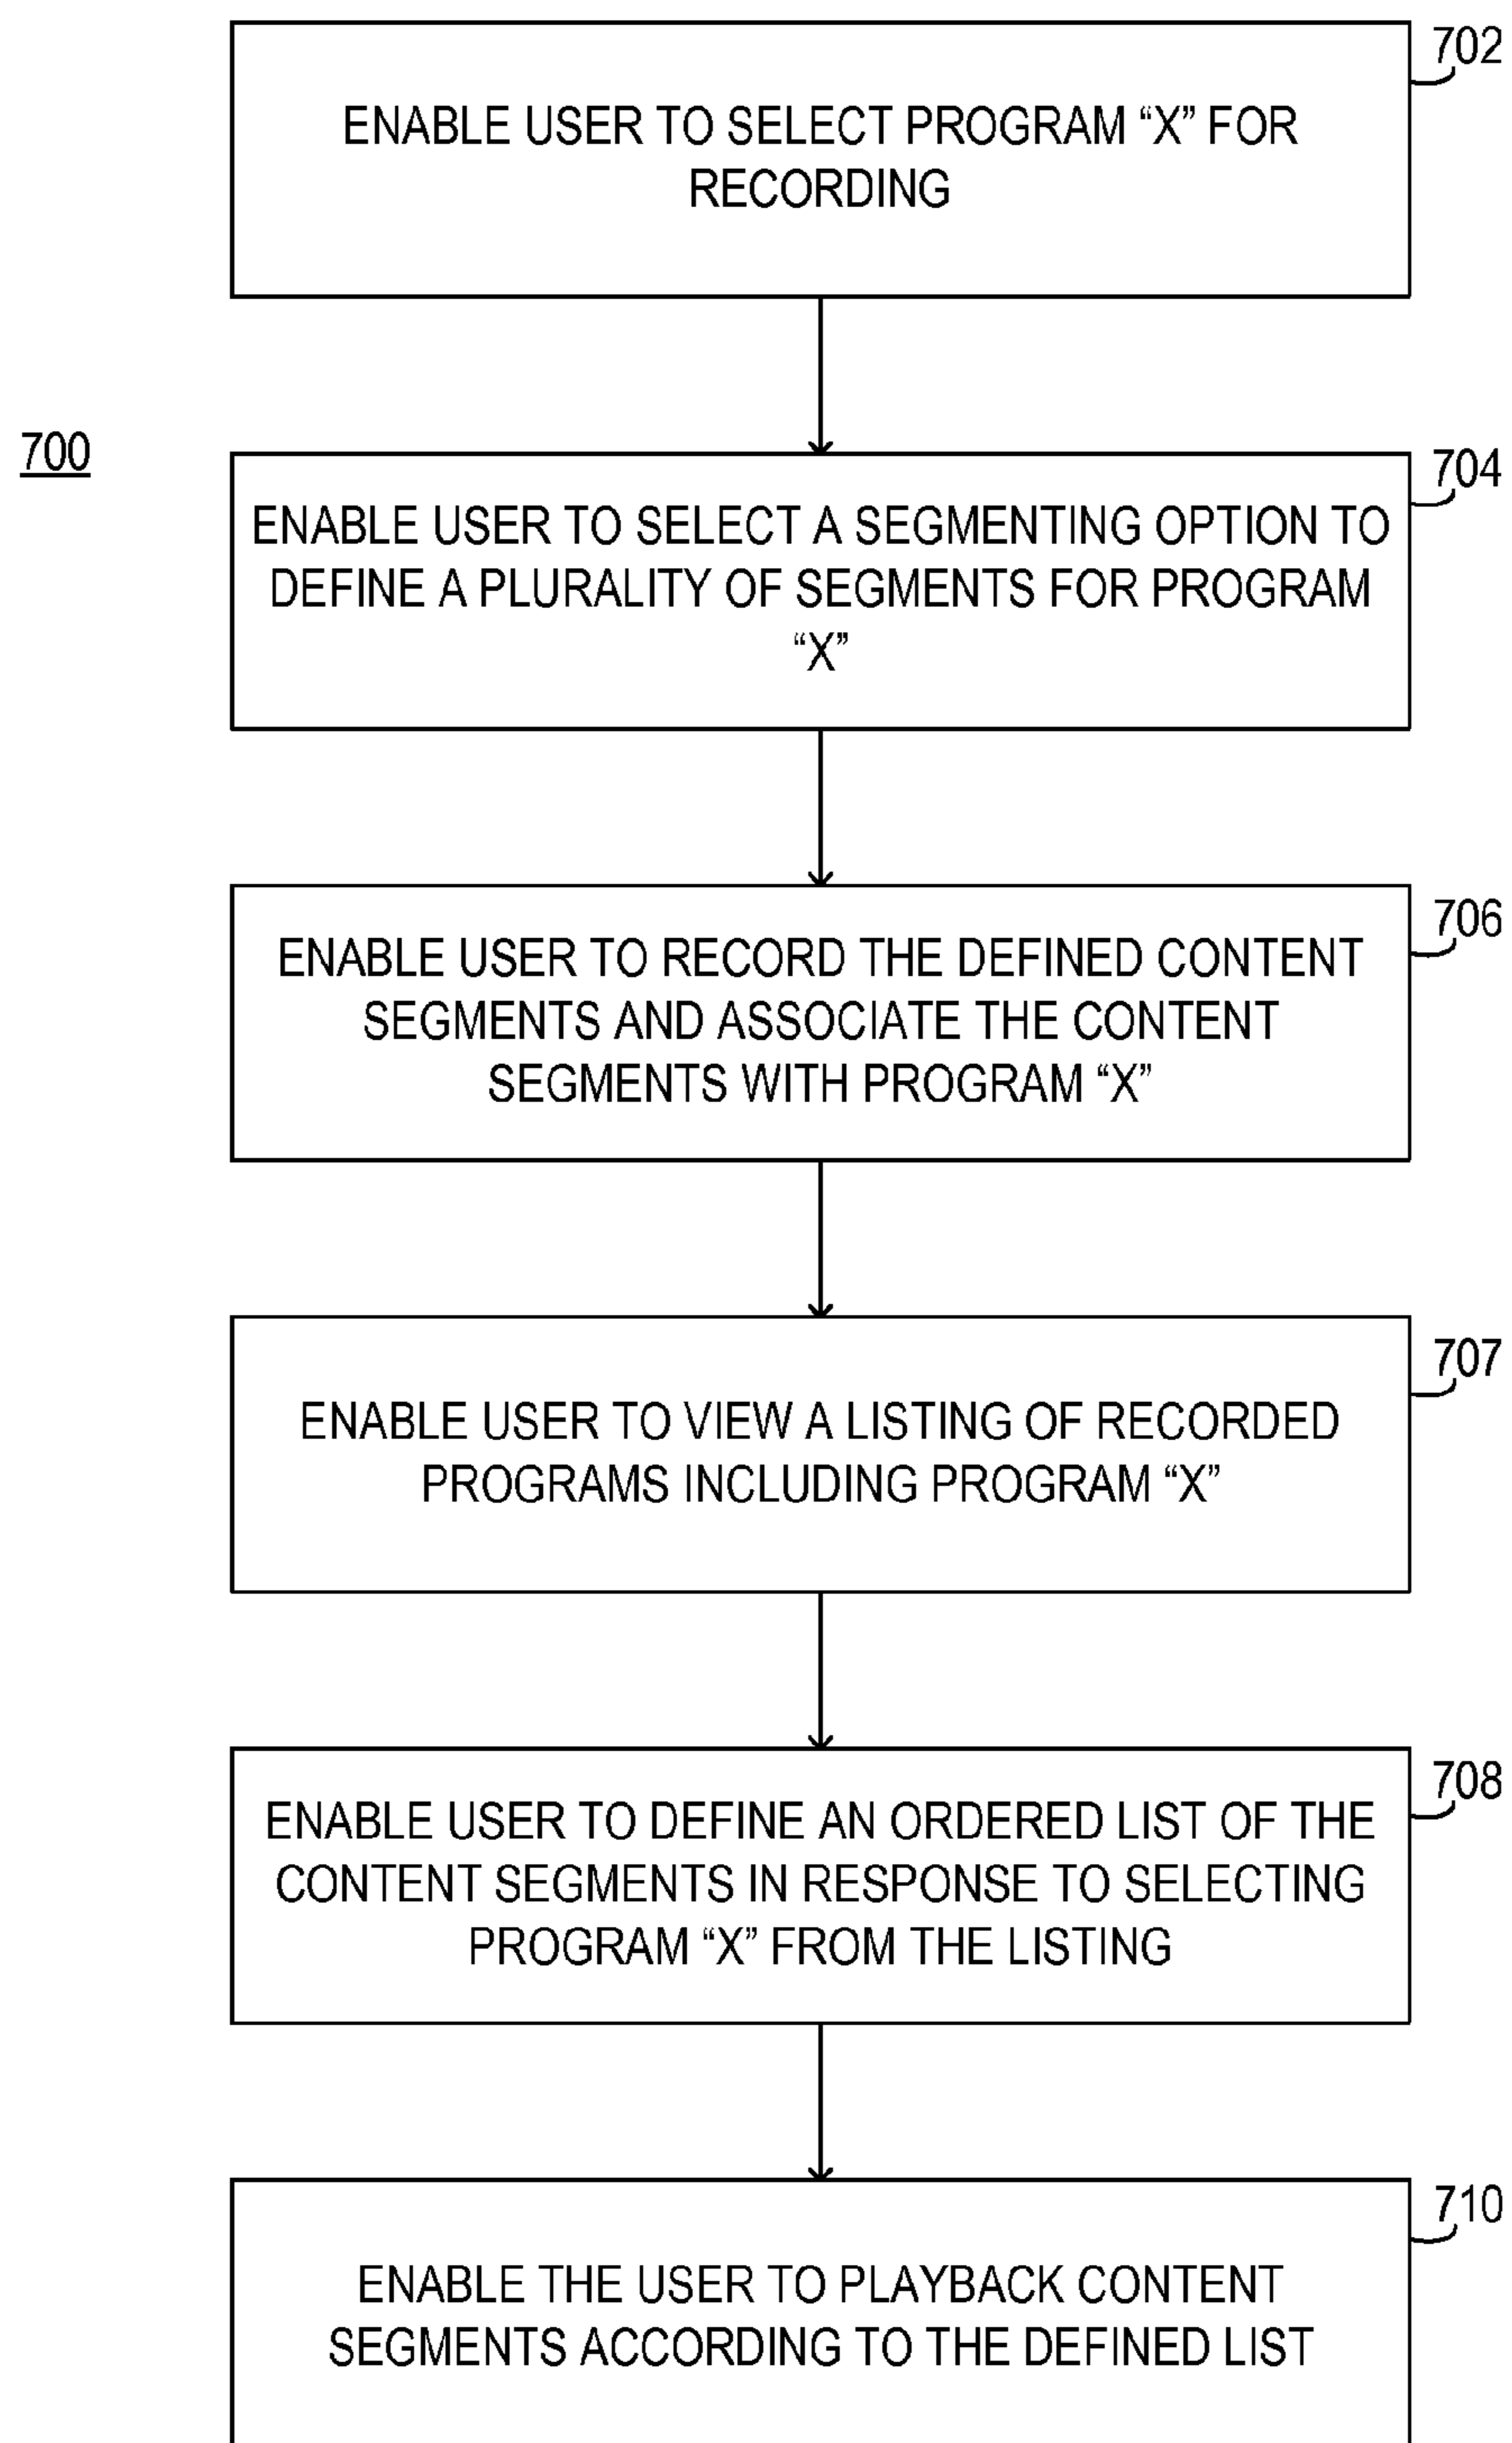 702
ENABLE USER TO SELECT PROGRAM “X” FOR
RECORDING
700
704
ENABLE USER TO SELECT A SEGMENTING OPTION TO
DEFINE A PLURALITY OF SEGMENTS FOR PROGRAM
“X”
706
ENABLE USER TO RECORD THE DEFINED CONTENT
SEGMENTS AND ASSOCIATE THE CONTENT
SEGMENTS WITH PROGRAM “X”
707
ENABLE USER TO VIEW A LISTING OF RECORDED
PROGRAMS INCLUDING PROGRAM “X”
708
ENABLE USER TO DEFINE AN ORDERED LIST OF THE
CONTENT SEGMENTS IN RESPONSE TO SELECTING
PROGRAM “X” FROM THE LISTING
710
ENABLE THE USER TO PLAYBACK CONTENT
SEGMENTS ACCORDING TO THE DEFINED LIST